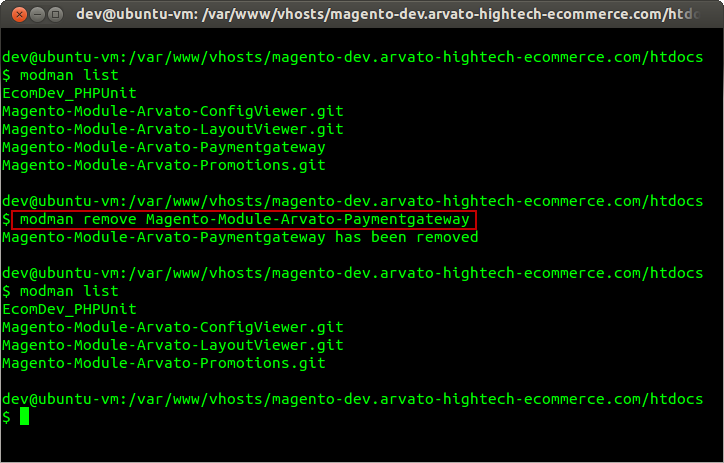 dev@ubuntu-vm: /var/www/vhosts/magento-dev.arvato-hightech-ecommerce.com/htdo
dev@ubuntu-vm:/var/www/vhosts/magento-dev.arvato-hightech-ecommerce.com/htdocs
$ modman list
EcomDev_PHPUnit
Magento-Module-Arvato-ConfigViewer.git
Magento-Module-Arvato-LayoutViewer.git
Magento-Module-Arvato-Paymentgateway
Magento-Module-Arvato-Promotions.git
dev@ubuntu-vm:/var/www/vhosts/magento-dev.arvato-hightech-ecommerce.com/htdocs
$ modman remove Magento-Module-Arvato-Paymentgateway
Magento-Module-Arvato-Paymentgateway has been removed
dev@ubuntu-vm:/var/www/vhosts/magento-dev.arvato-hightech-ecommerce.com/htdocs
$ modman list
EcomDev_PHPUnit
Magento-Module-Arvato-ConfigViewer.git
Magento-Module-Arvato-LayoutViewer.git
Magento-Module-Arvato-Promotions.git
dev@ubuntu-vm:/var/www/vhosts/magento-dev.arvato-hightech-ecommerce.com/htdocs
$